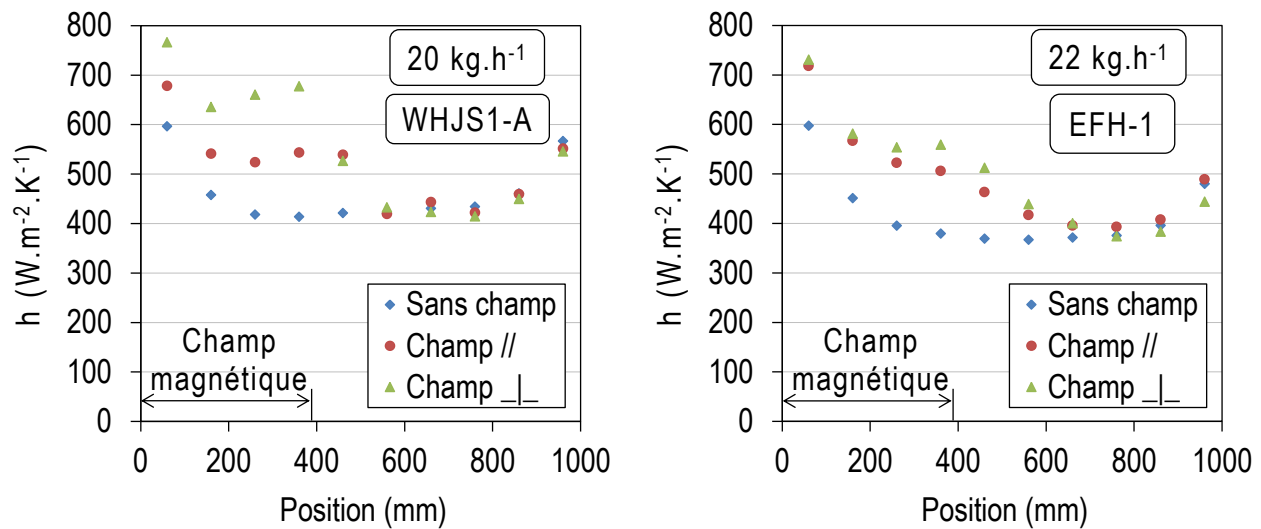 800
700
600
500
400
300
200
100
0
h (W.m-2.K-1)
20 kg.h-1
WHJS1-A
Sans champ
Champ //
Champ _|_
Champ
magnétique
0 200 400 600 800 1000
Position (mm)
800
700
600
500
400
300
200
100
0
h (W.m-2.K-1)
22 kg.h-1
EFH-1
Sans champ
Champ //
Champ _|_
Champ
magnétique
0 200 400 600 800 1000
Position (mm)